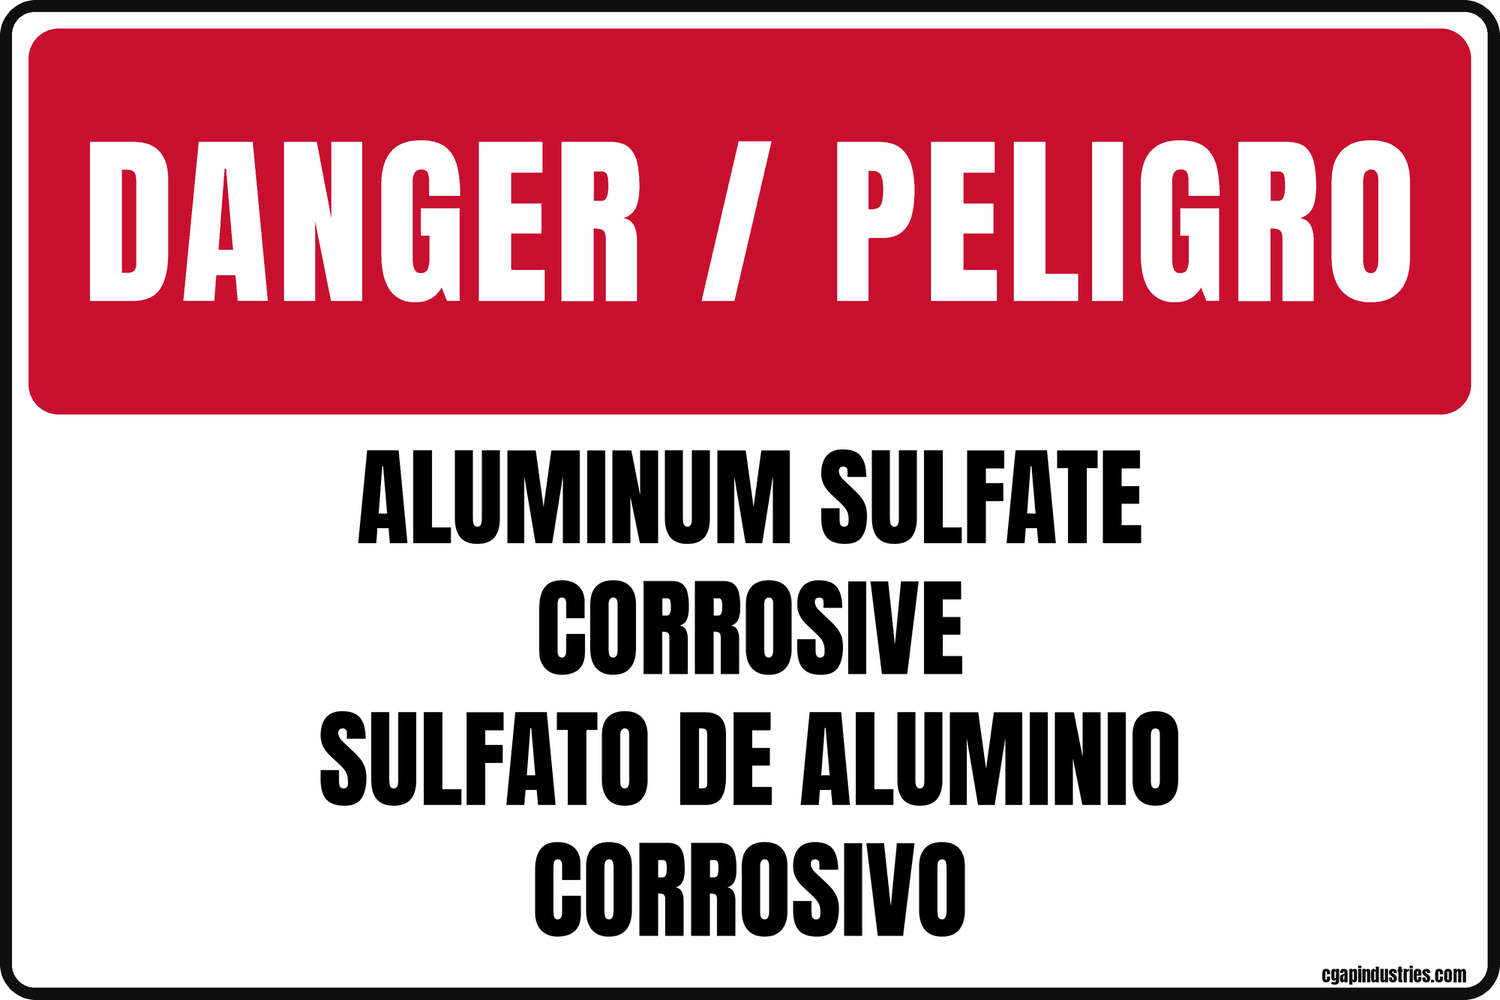 DANGER / PELIGRO
ALUMINUM SULFATE
CORROSIVE
SULFATO DE ALUMINIO
CORROSIVO
cgapindustries.com